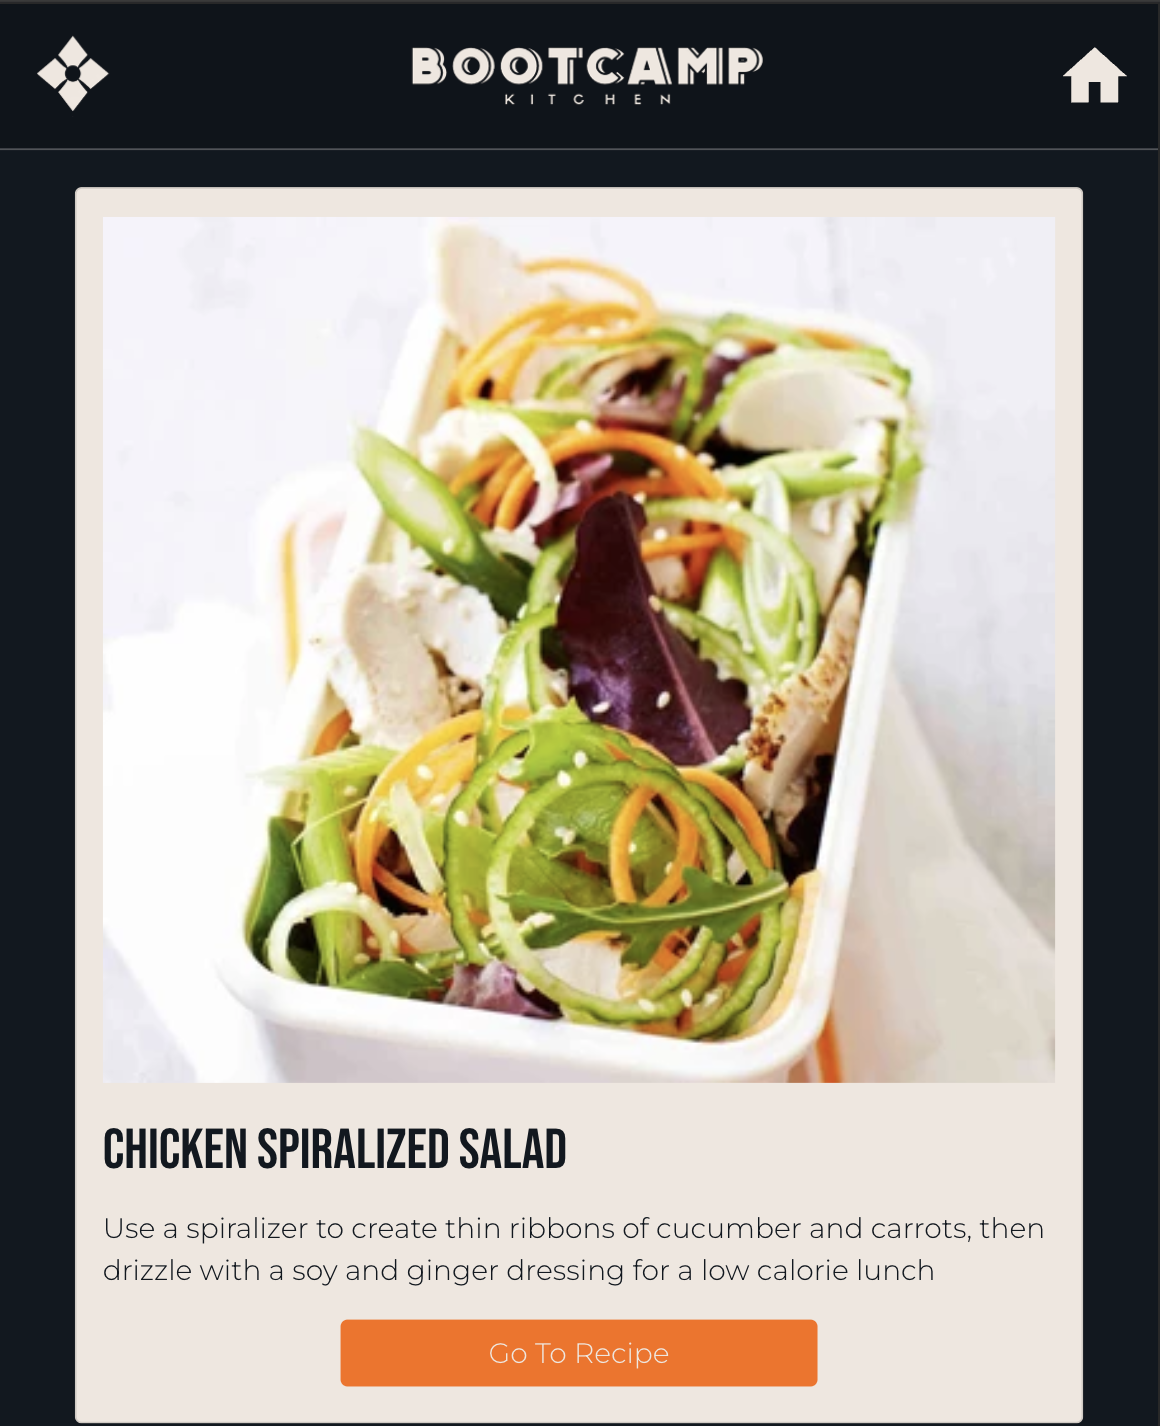 BOOTCAMP
KITCHEN
CHICKEN SPIRALIZED SALAD
Use a spiralizer to create thin ribbons of cucumber and carrots, then
drizzle with a soy and ginger dressing for a low calorie lunch
Go To Recipe